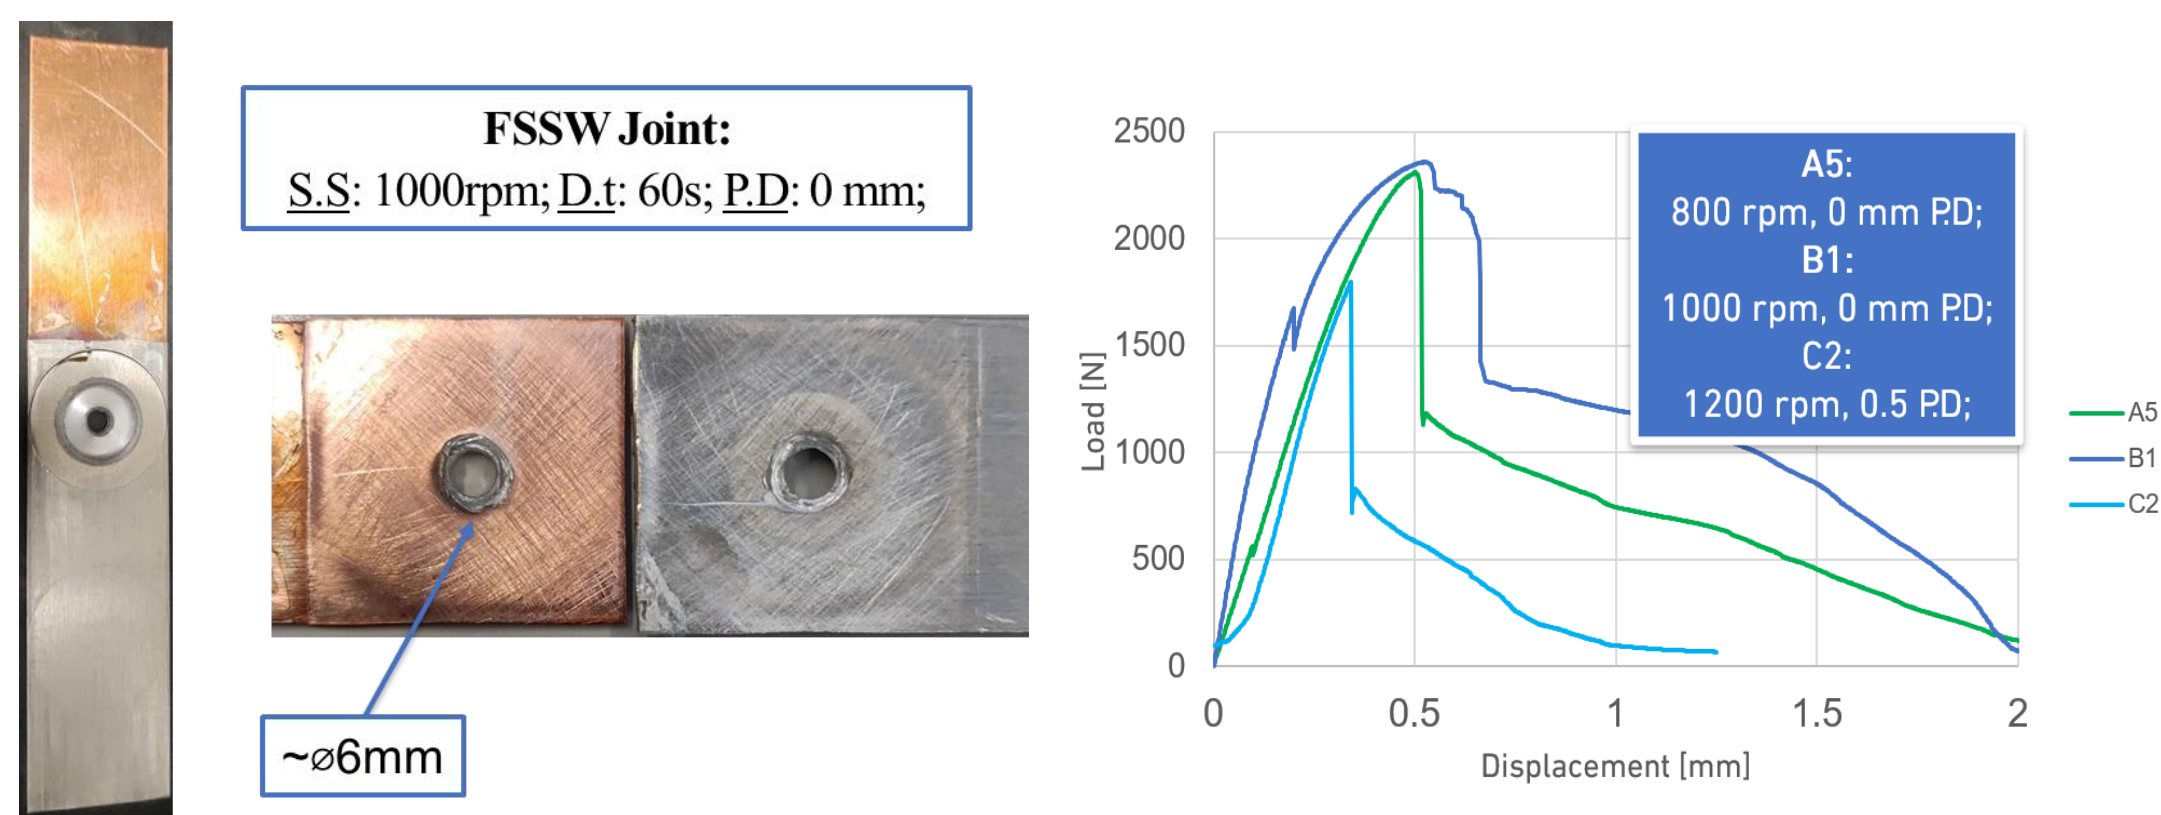 FSSW Joint:
S.S: 1000rpm; D.t: 60s; P.D: 0 mm;
~⌀6mm
2500
2000
1500
1000
500
0
Load [N]
0 0.5 1 1.5 2
Displacement [mm]
A5:
800 rpm, 0 mm P.D;
B1:
1000 rpm, 0 mm P.D;
C2:
1200 rpm, 0.5 P.D;
A5
B1
C2